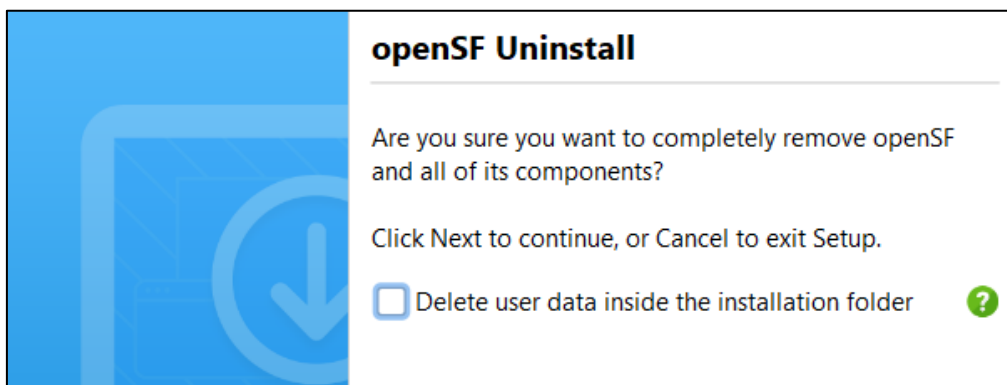 openSF Uninstall
Are you sure you want to completely remove openSF
and all of its components?
Click Next to continue, or Cancel to exit Setup.
Delete user data inside the installation folder
?